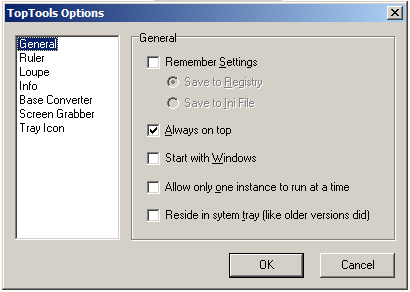 TopTools Options
General
Ruler
Loupe
Info
Base Converter
Screen Grabber
Tray Icon
General
Remember Settings
Save to Registry
Save to Ini File
Always on top
Start with Windows
Allow only one instance to run at a time
Reside in sytem tray (like older versions did)
OK
Cancel